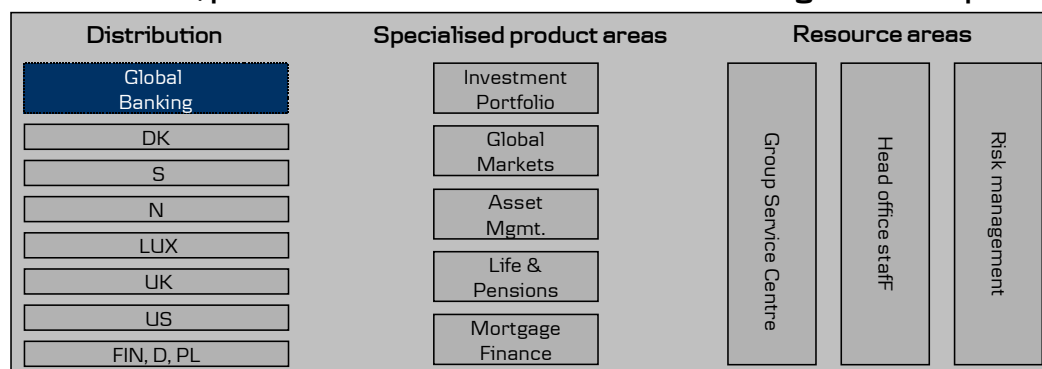 Distribution
Global
Banking
DK
S
N
LUX
UK
US
FIN, D, PL
Specialised product areas
Investment
Portfolio
Global
Markets
Asset
Mgmt.
Life &
Pensions
Mortgage
Finance
Resource areas
Group Service Centre
Head office staff
Risk management